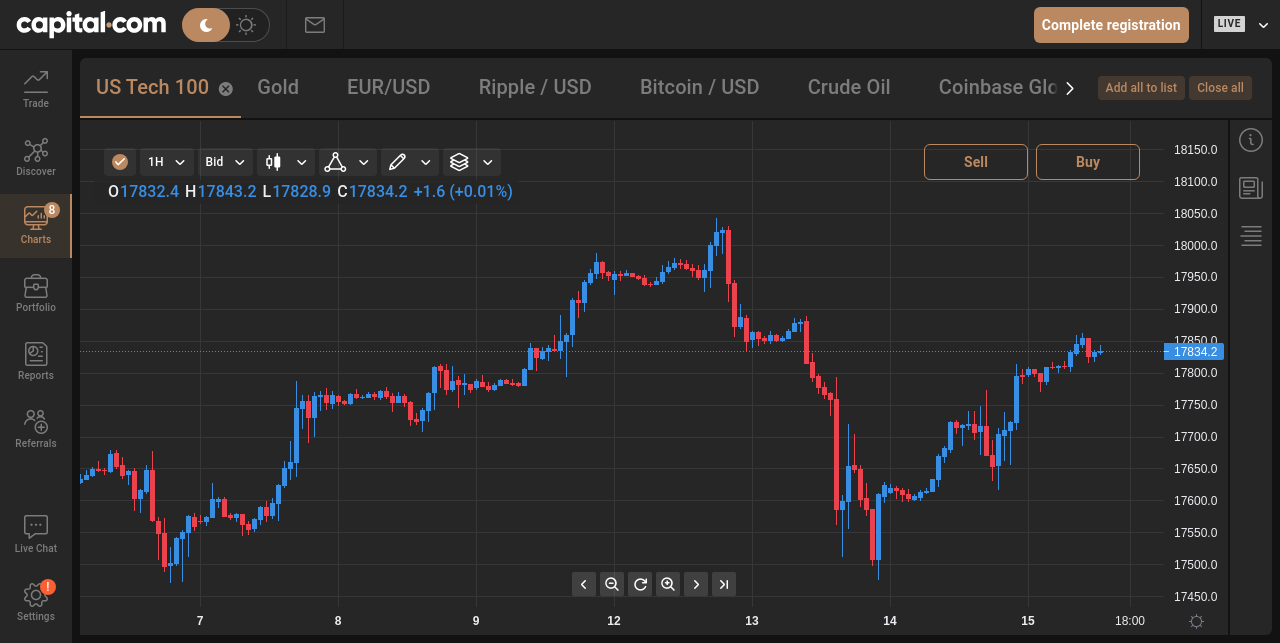 capital.com
Complete registration
LIVE
Trade
Discover
8
Charts
Portfolio
Reports
Referrals
Live Chat
!
Settings
US Tech 100
Gold
EUR/USD
Ripple / USD
Bitcoin / USD
Crude Oil
Coinbase Glo
Add all to list
Close all
1H
Bid
Sell
Buy
O17832.4 H17843.2 L17828.9 C17834.2 +1.6 (+0.01%)
18150.0
18100.0
18050.0
18000.0
17950.0
17900.0
17850.0
17834.2
17800.0
17750.0
17700.0
17650.0
17600.0
17550.0
17500.0
17450.0
7
8
9
12
13
14
15
18:00